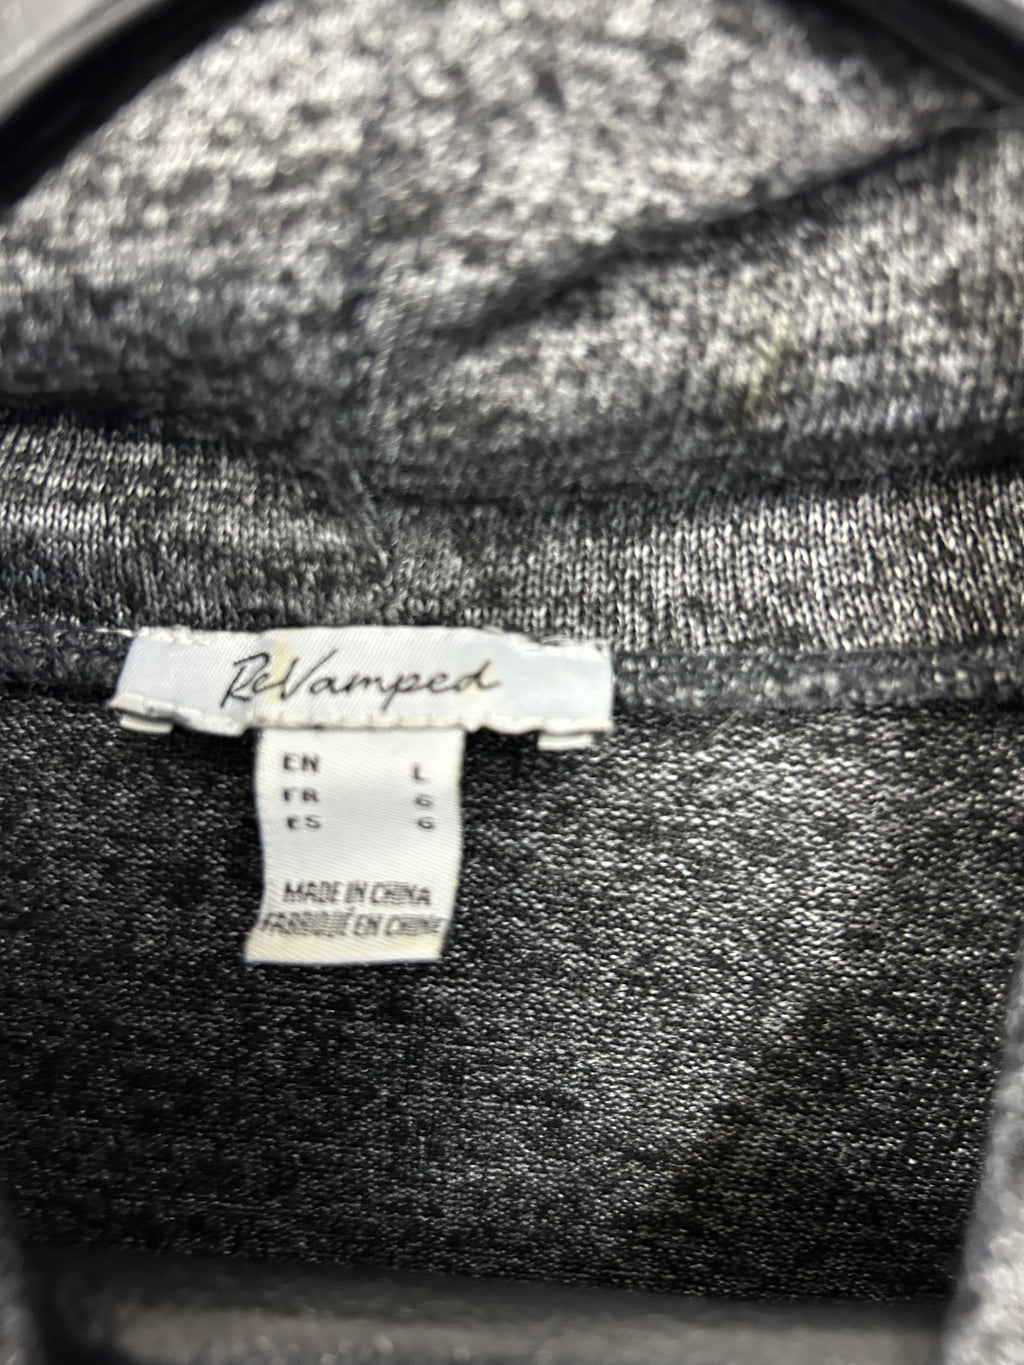 ReVamped
EN L
FR G
ES G
MADE IN CHINA
FABRIQUÉ EN CHINE